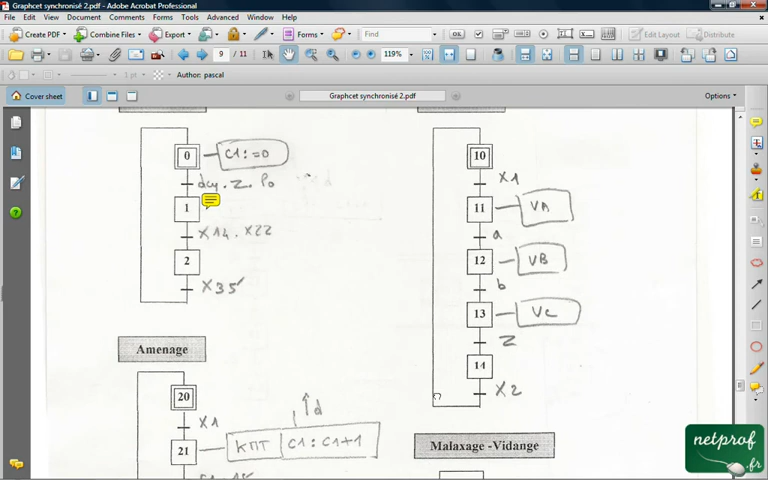 Graphcet synchronisé 2.pdf - Adobe Acrobat Professional
File Edit View Document Comments Forms Tools Advanced Window Help
Create PDF Combine Files Export Forms Find Edit Layout Distribute
9 / 11 119%
Author: pascal
Cover sheet Graphcet synchronisé 2.pdf Options
0 C1:=0
dcy. Z. P0
1
X14. X22
2
X35
10
X1
11 VA
a
12 VB
b
13 VC
Z
14
X2
Amenage
20
X1
d
21 KMT C1: C1+1
Malaxage -Vidange
netprof
.fr